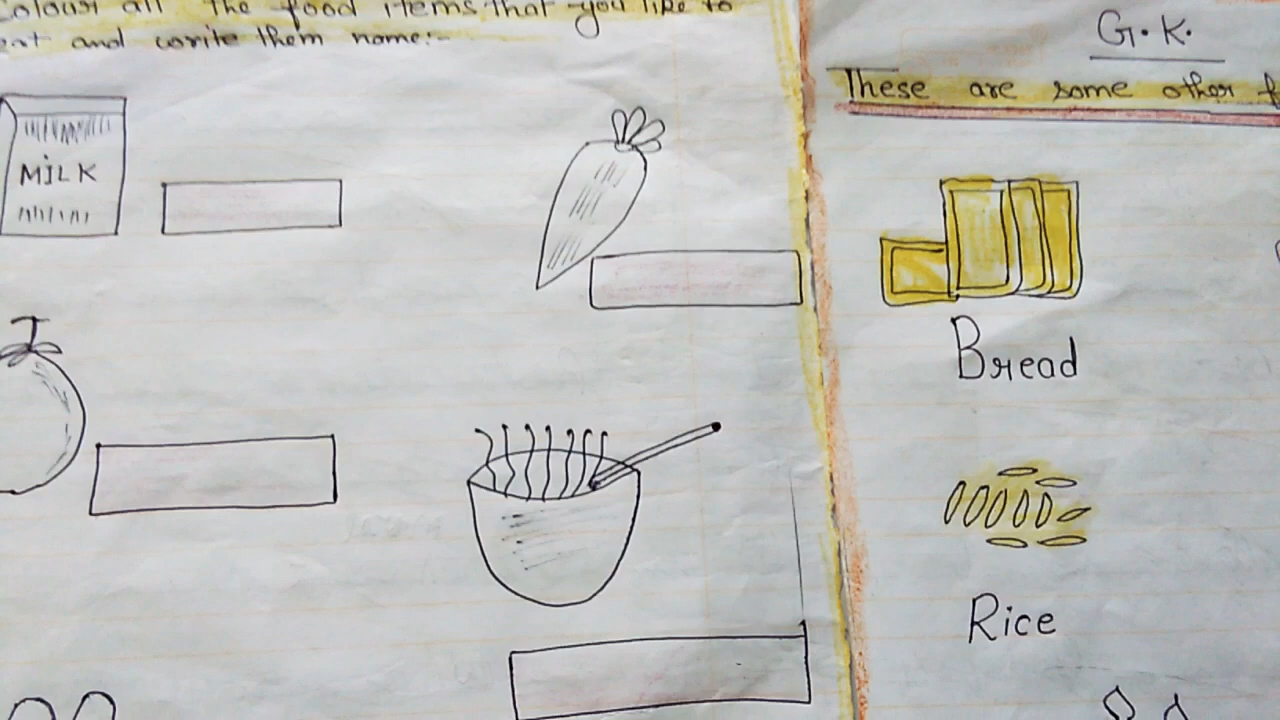 Colour all the food items that you like to
eat and write them name:-
MILK
G.K.
These are some other
Bread
Rice